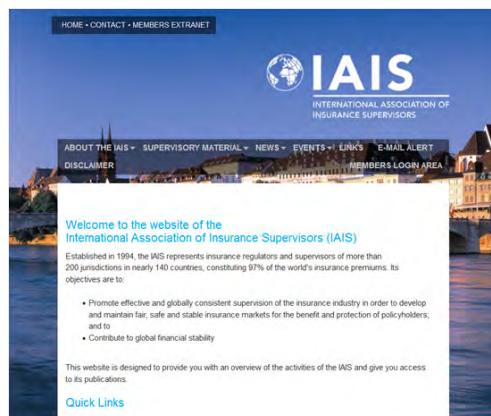 HOME • CONTACT • MEMBERS EXTRANET
IAIS
INTERNATIONAL ASSOCIATION OF
INSURANCE SUPERVISORS
ABOUT THE IAIS SUPERVISORY MATERIAL NEWS EVENTS LINKS E-MAIL ALERT
DISCLAIMER MEMBERS LOGIN AREA
Welcome to the website of the
International Association of Insurance Supervisors (IAIS)
Established in 1994, the IAIS represents insurance regulators and supervisors of more than
200 jurisdictions in nearly 140 countries, constituting 97% of the world's insurance premiums. Its
objectives are to:
• Promote effective and globally consistent supervision of the insurance industry in order to develop
and maintain fair, safe and stable insurance markets for the benefit and protection of policyholders;
and to
• Contribute to global financial stability
This website is designed to provide you with an overview of the activities of the IAIS and give you access
to its publications.
Quick Links